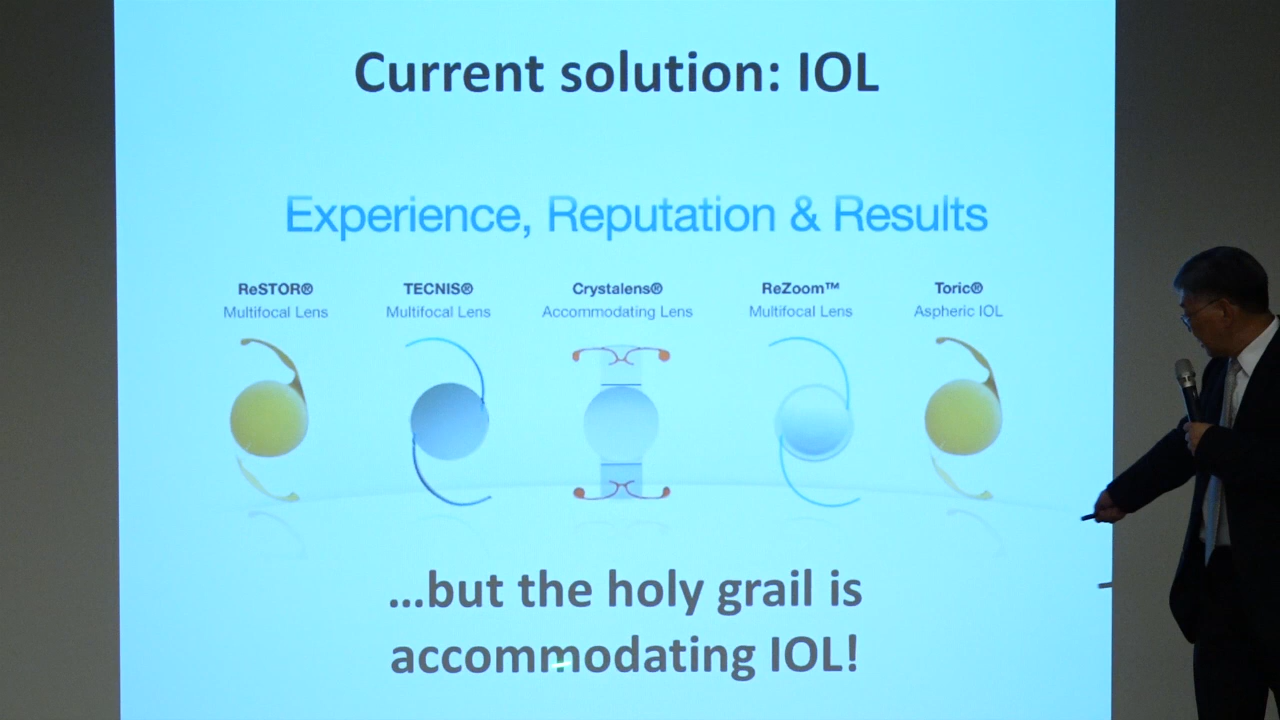 Current solution: IOL
Experience, Reputation & Results
ReSTOR®
Multifocal Lens
TECNIS®
Multifocal Lens
Crystalens®
Accommodating Lens
ReZoom™
Multifocal Lens
Toric®
Aspheric IOL
...but the holy grail is
accommodating IOL!